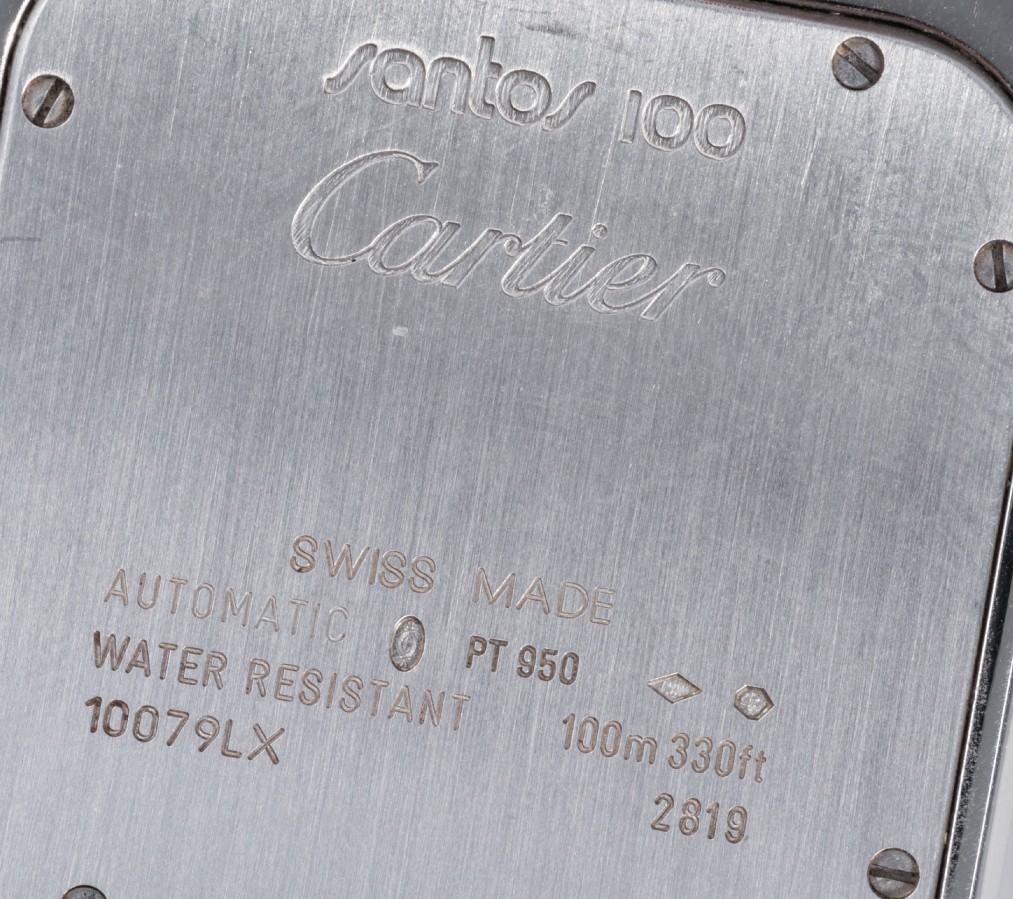 santos 100
Cartier
SWISS MADE
AUTOMATIC PT 950
WATER RESISTANT 100m 330ft
10079LX 2819